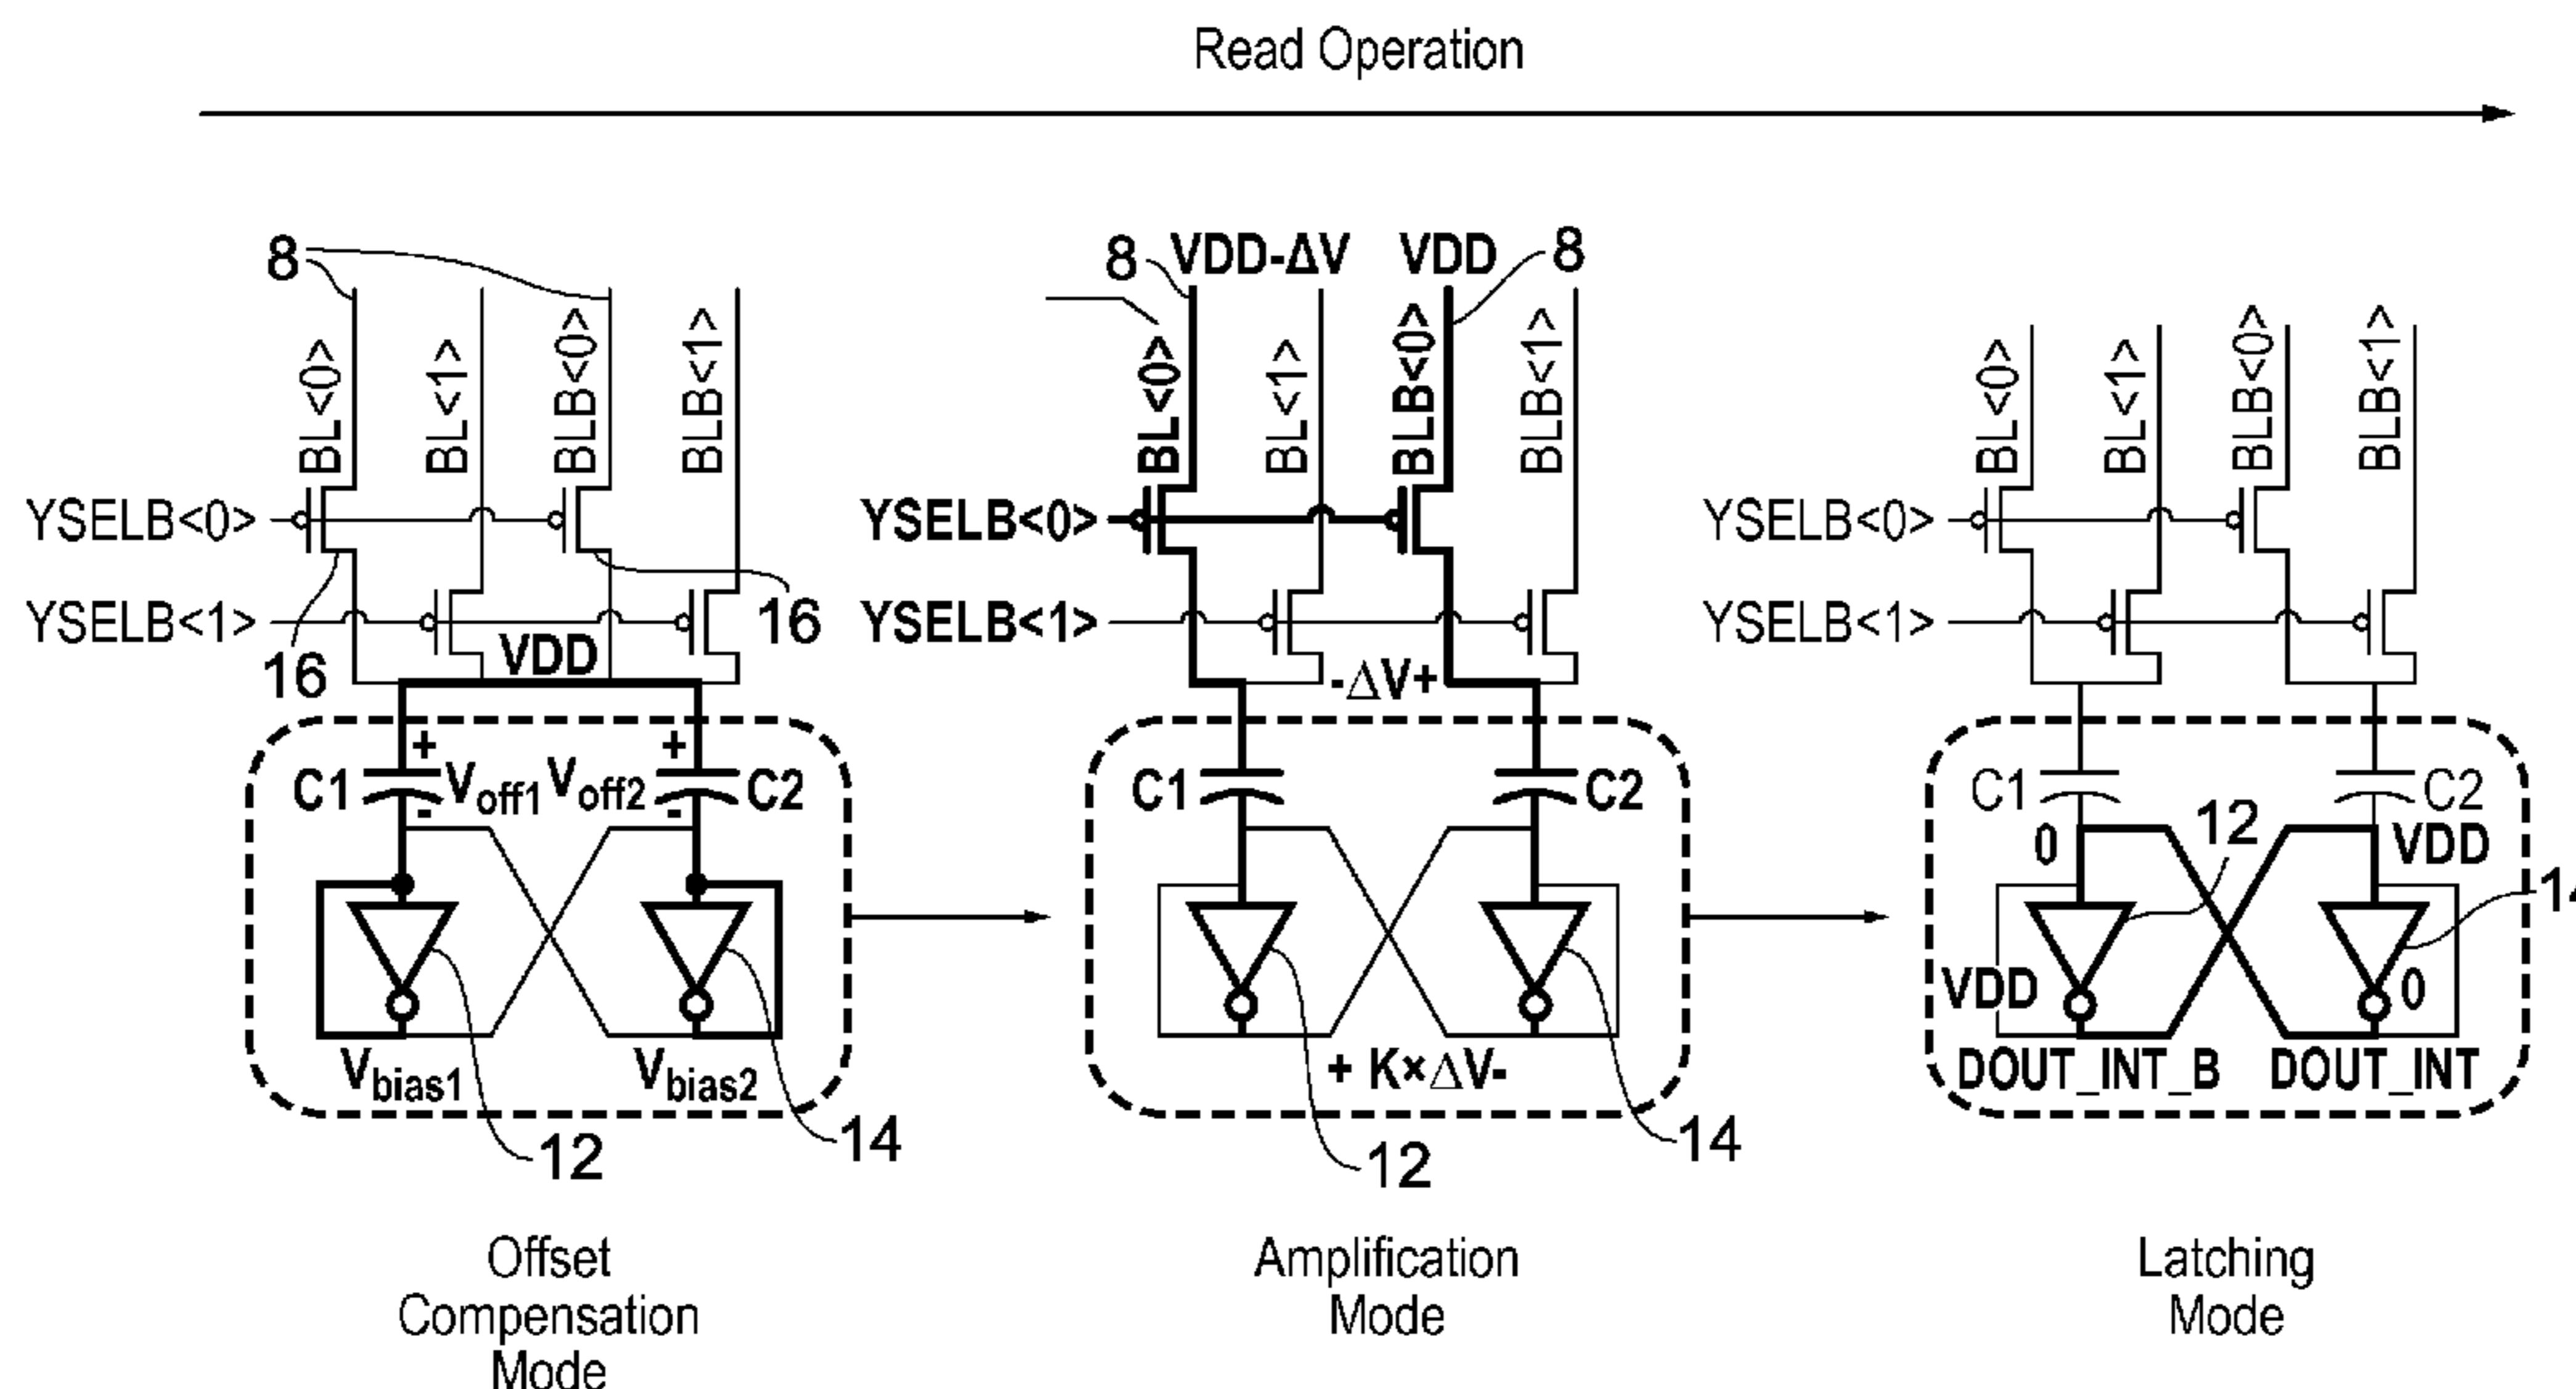 Read Operation
8
BL<0>
BL<1>
BLB<0>
BLB<1>
YSELB<0>
YSELB<1>
16
16
VDD
C1
+
Voff1
-
+
Voff2
-
C2
Vbias1
Vbias2
12
14
Offset
Compensation
Mode
8
VDD-ΔV
VDD
8
BL<0>
BL<1>
BLB<0>
BLB<1>
YSELB<0>
YSELB<1>
-ΔV+
C1
C2
+ K×ΔV-
12
14
Amplification
Mode
BL<0>
BL<1>
BLB<0>
BLB<1>
YSELB<0>
YSELB<1>
C1
C2
0
12
VDD
14
VDD
0
DOUT_INT_B
DOUT_INT
Latching
Mode